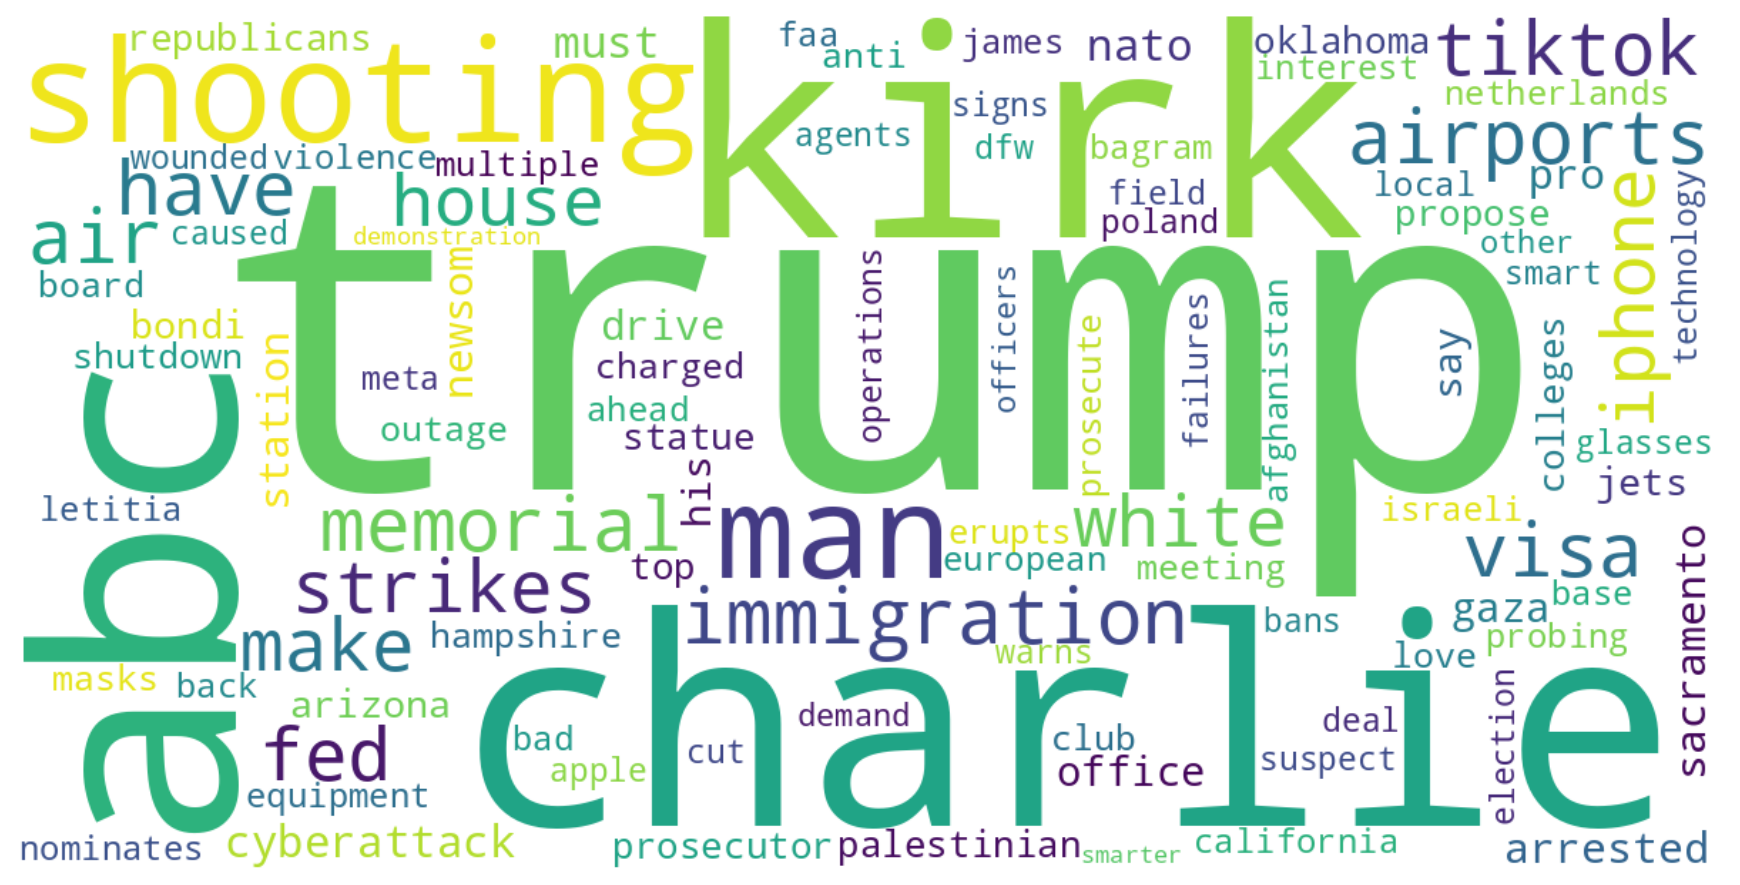 republicans
must
faa
anti
james
nato
oklahoma
interest
tiktok
shooting
kirk
signs
netherlands
agents
dfw
bagram
airports
wounded
violence
multiple
have
house
field
local
pro
poland
propose
air
caused
demonstration
other
smart
iphone
technology
board
trump
newsom
operations
officers
bondi
drive
shutdown
station
charged
meta
prosecute
failures
afghanistan
say
colleges
ahead
outage
statue
glasses
jets
abc
letitia
memorial
his
man
erupts
white
israeli
european
visa
strikes
top
meeting
sacramento
base
immigration
gaza
make
hampshire
bans
probing
warns
love
masks
back
charlie
arizona
demand
deal
election
bad
cut
club
suspect
fed
apple
office
equipment
nominates
cyberattack
prosecutor
palestinian
smarter
california
arrested